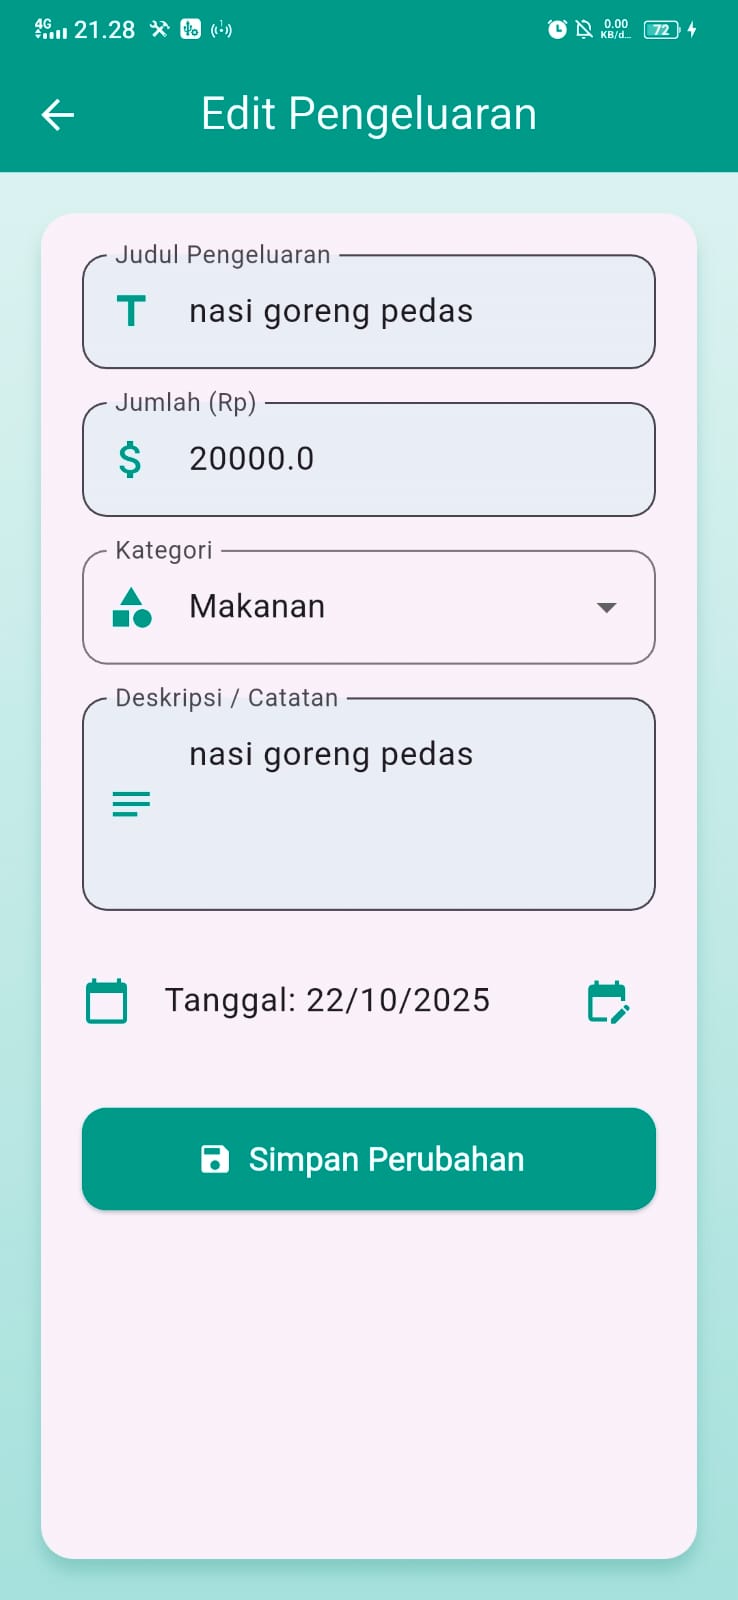 4G 21.28 0.00 KB/d... 72
Edit Pengeluaran
Judul Pengeluaran
nasi goreng pedas
Jumlah (Rp)
$ 20000.0
Kategori
Makanan
Deskripsi / Catatan
nasi goreng pedas
Tanggal: 22/10/2025
Simpan Perubahan